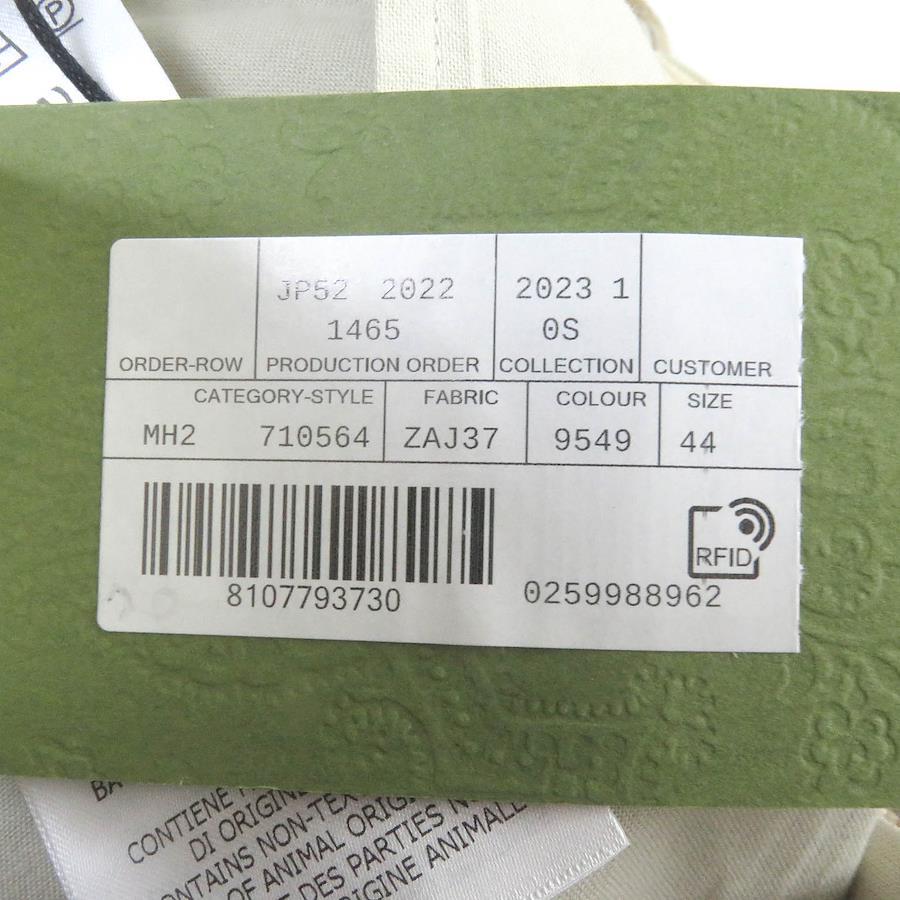 P
JP52 2022
1465
2023 1
0S
ORDER-ROW
PRODUCTION ORDER
COLLECTION
CUSTOMER
CATEGORY-STYLE
FABRIC
COLOUR
SIZE
MH2 710564
ZAJ37
9549
44
RFID
8107793730
0259988962
CONTIENE
DI ORIGINE
CONTAINS NON-TEX
OF ANIMAL ORIG
DES PARTIES N
ORIGINE ANIMALE